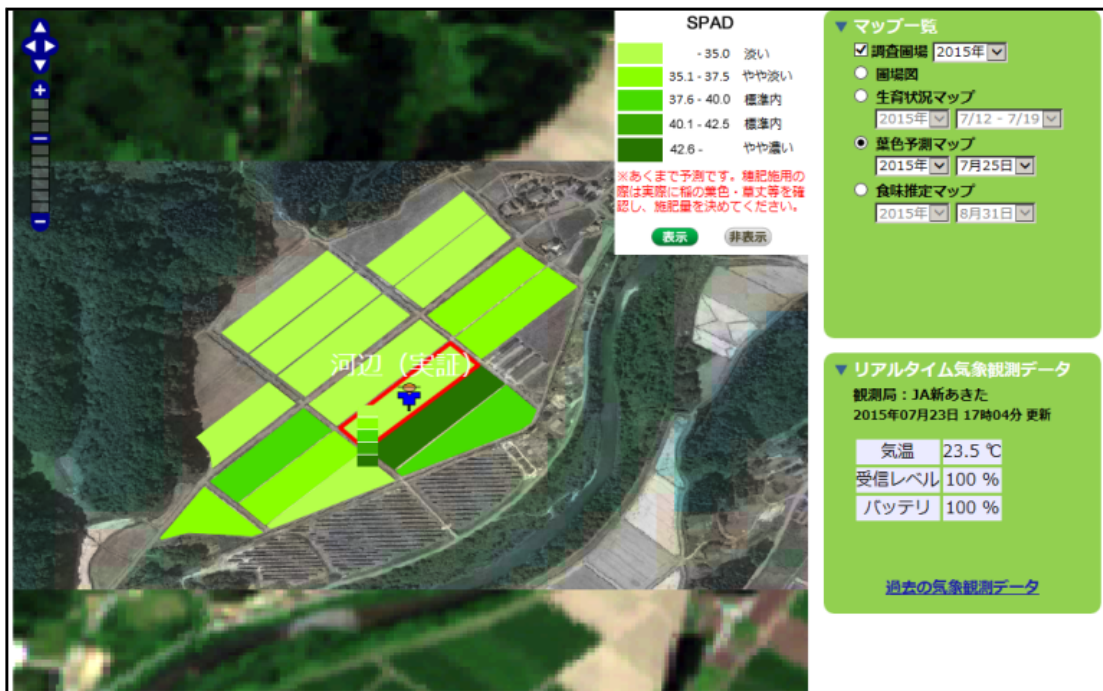 SPAD
- 35.0 淡い
35.1 - 37.5 やや淡い
37.6 - 40.0 標準内
40.1 - 42.5 標準内
42.6 - やや濃い
※あくまで予測です。穂肥施用の
際は実際に稲の葉色・草丈等を確
認し、施肥量を決めてください。
表示 非表示
河辺（実証）
▼ マップ一覧
調査圃場 2015年
圃場図
生育状況マップ
2015年 7/12 - 7/19
葉色予測マップ
2015年 7月25日
食味推定マップ
2015年 8月31日
▼ リアルタイム気象観測データ
観測局：JA新あきた
2015年07月23日 17時04分 更新
気温 23.5 ℃
受信レベル 100 %
バッテリ 100 %
過去の気象観測データ